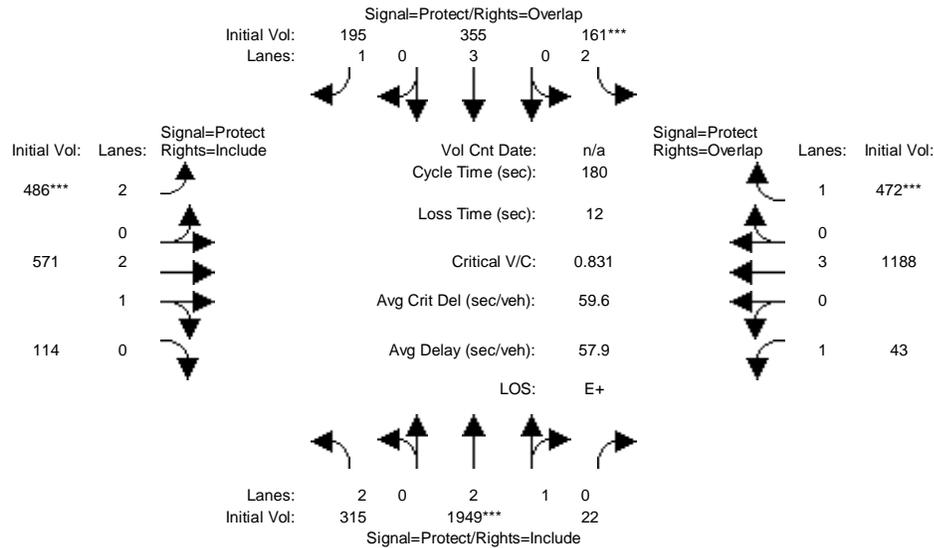 Signal=Protect/Rights=Overlap
Initial Vol: 195 355 161***
Lanes: 1 0 3 0 2
Signal=Protect
Initial Vol: Lanes: Rights=Include
Vol Cnt Date: n/a
Signal=Protect
Rights=Overlap Lanes: Initial Vol:
Cycle Time (sec): 180
486*** 2
1 472***
Loss Time (sec): 12
0
0
571 2
Critical V/C: 0.831
3 1188
1
Avg Crit Del (sec/veh): 59.6
0
114 0
Avg Delay (sec/veh): 57.9
1 43
LOS: E+
Lanes: 2 0 2 1 0
Initial Vol: 315 1949*** 22
Signal=Protect/Rights=Include